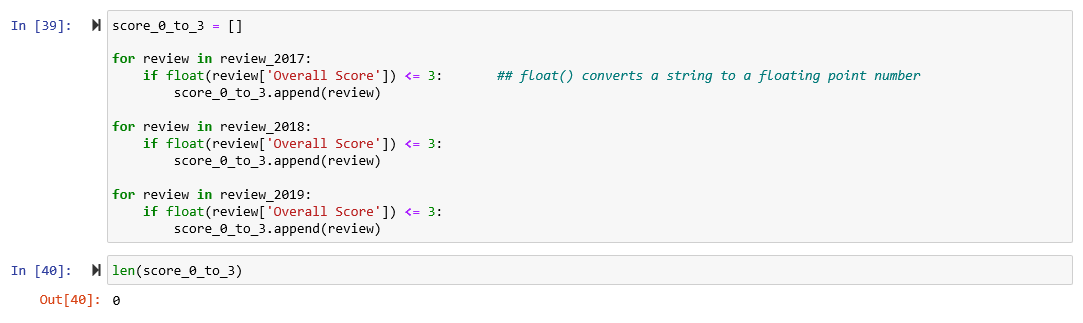 In [39]: score_0_to_3 = []
for review in review_2017:
    if float(review['Overall Score']) <= 3:       ## float() converts a string to a floating point number
        score_0_to_3.append(review)
for review in review_2018:
    if float(review['Overall Score']) <= 3:
        score_0_to_3.append(review)
for review in review_2019:
    if float(review['Overall Score']) <= 3:
        score_0_to_3.append(review)
In [40]: len(score_0_to_3)
Out[40]: 0